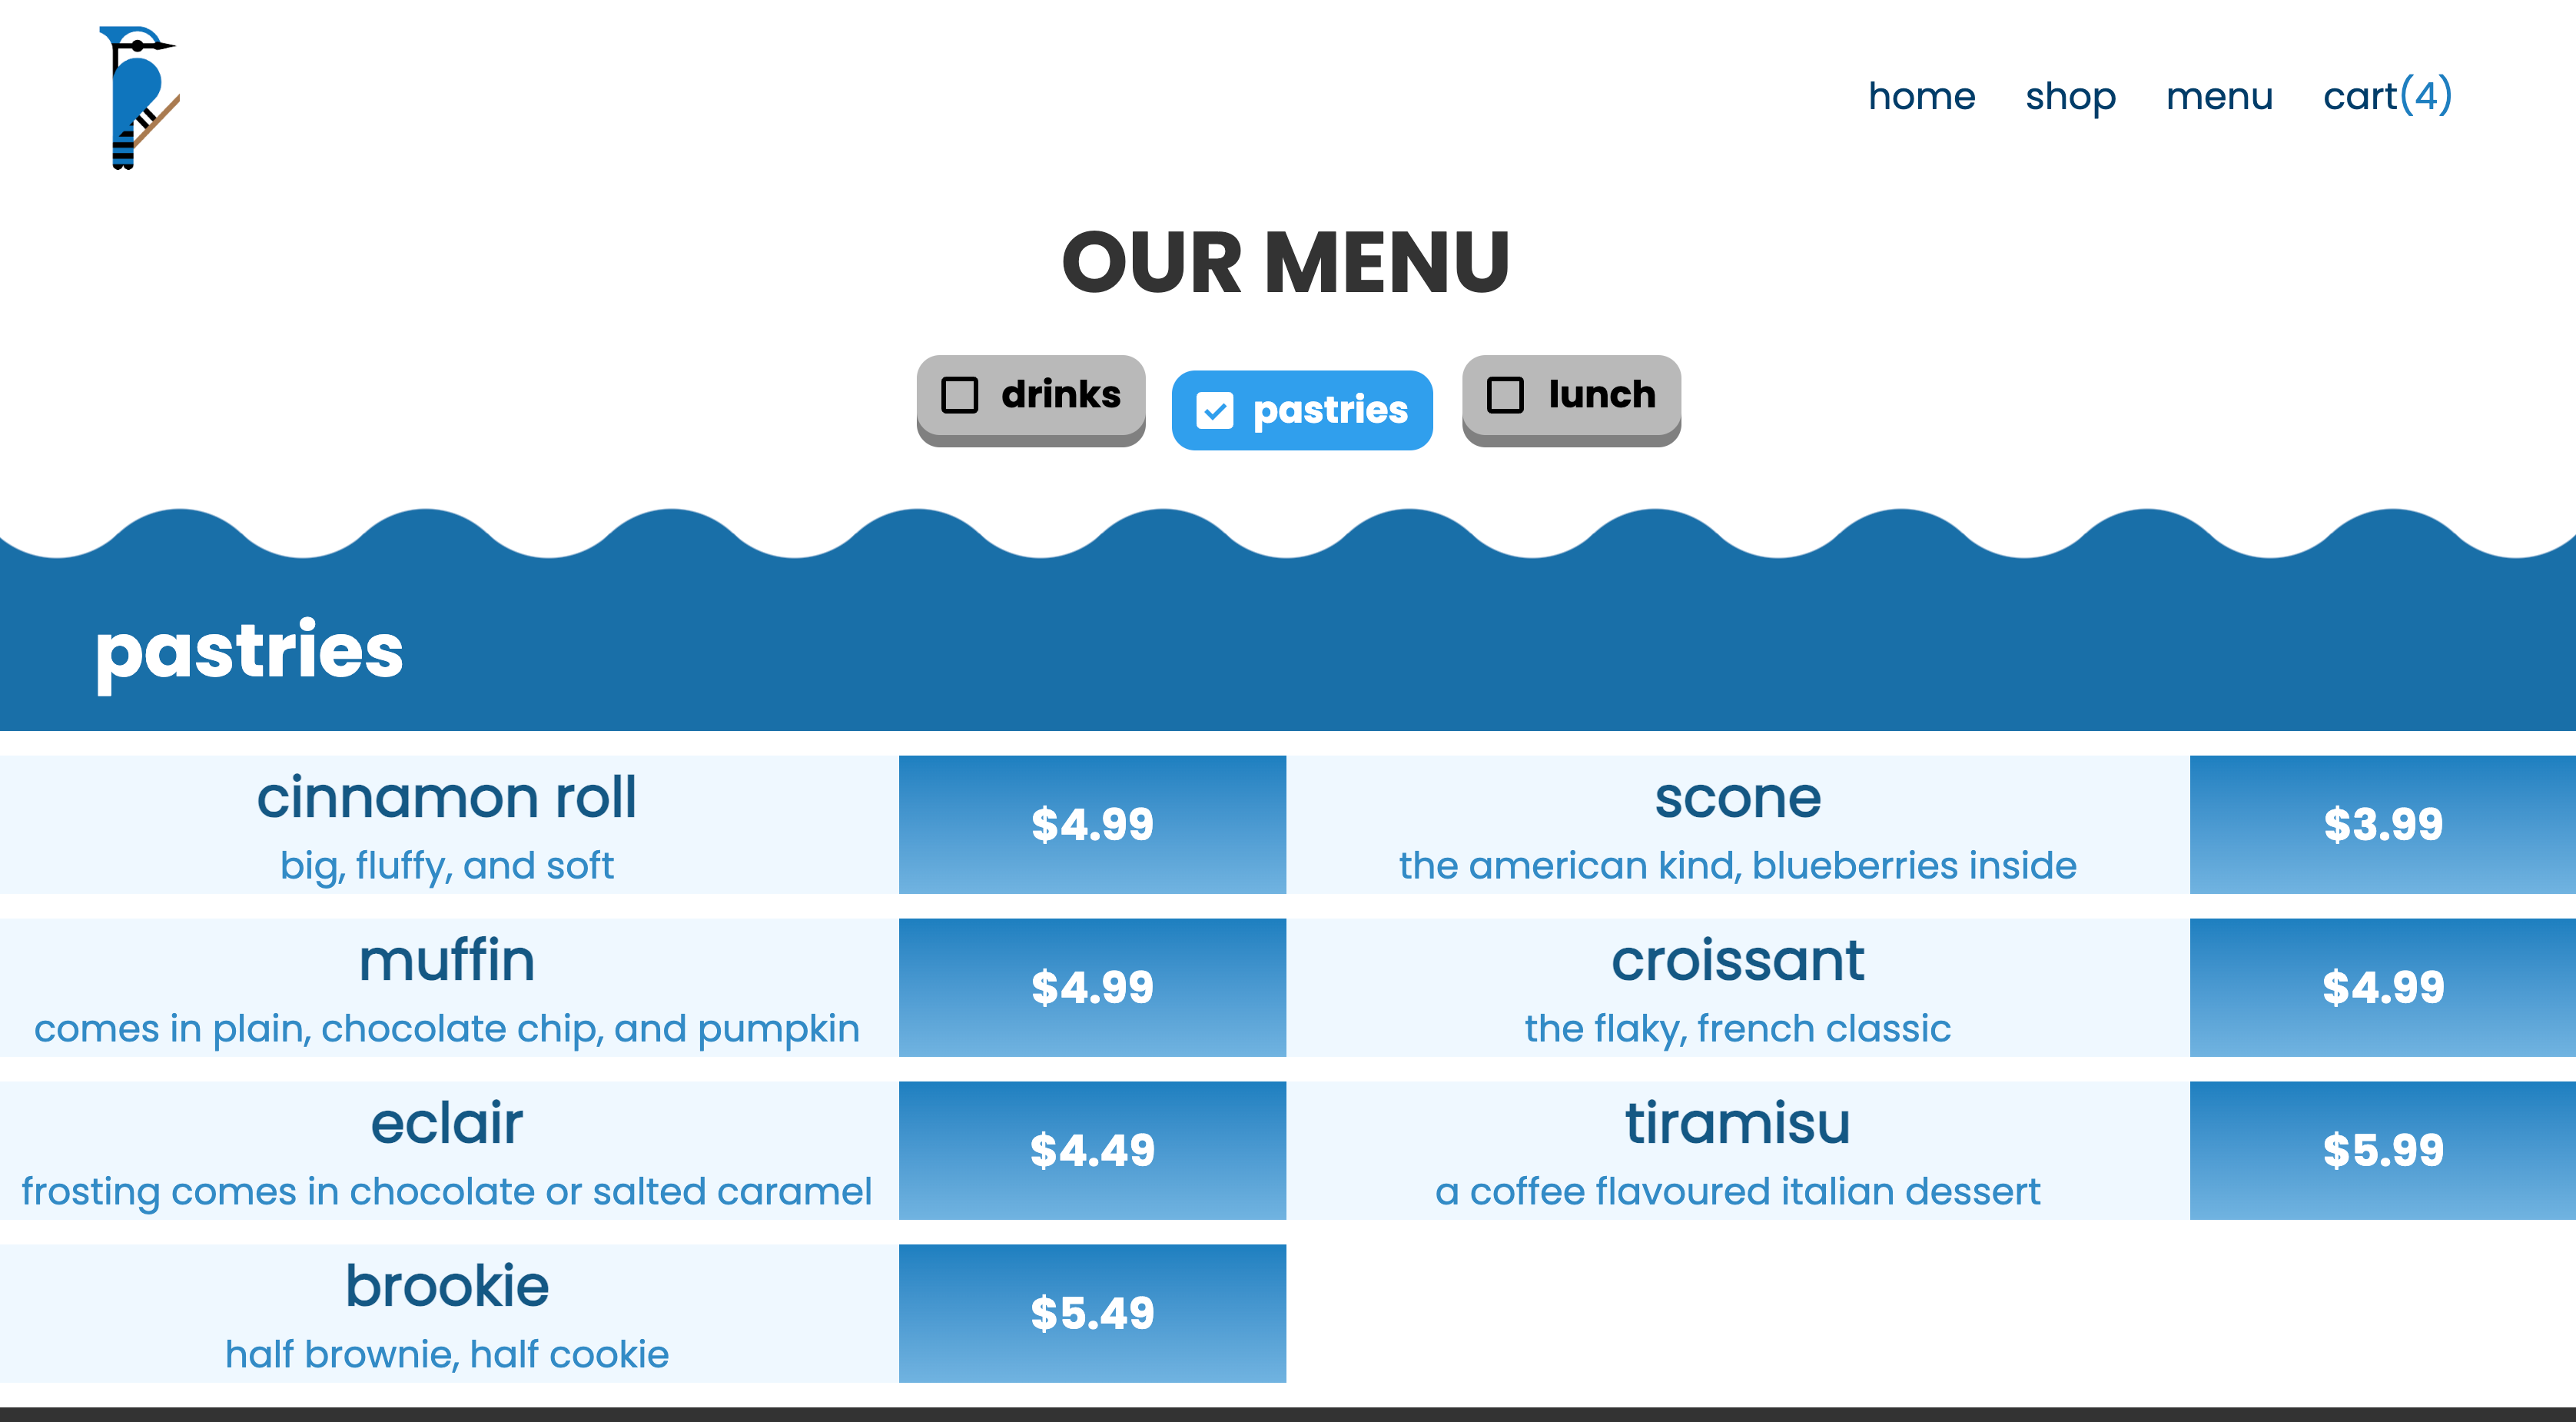 home shop menu cart(4)
OUR MENU
drinks pastries lunch
pastries
cinnamon roll
big, fluffy, and soft
$4.99
scone
the american kind, blueberries inside
$3.99
muffin
comes in plain, chocolate chip, and pumpkin
$4.99
croissant
the flaky, french classic
$4.99
eclair
frosting comes in chocolate or salted caramel
$4.49
tiramisu
a coffee flavoured italian dessert
$5.99
brookie
half brownie, half cookie
$5.49